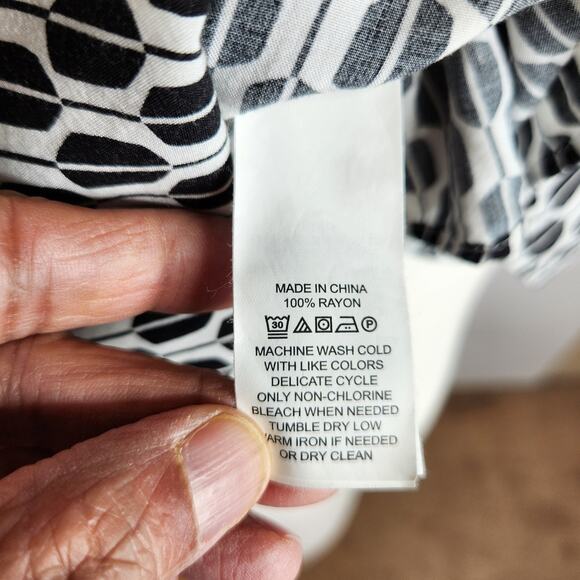 MADE IN CHINA
100% RAYON
30 P
MACHINE WASH COLD
WITH LIKE COLORS
DELICATE CYCLE
ONLY NON-CHLORINE
BLEACH WHEN NEEDED
TUMBLE DRY LOW
WARM IRON IF NEEDED
OR DRY CLEAN